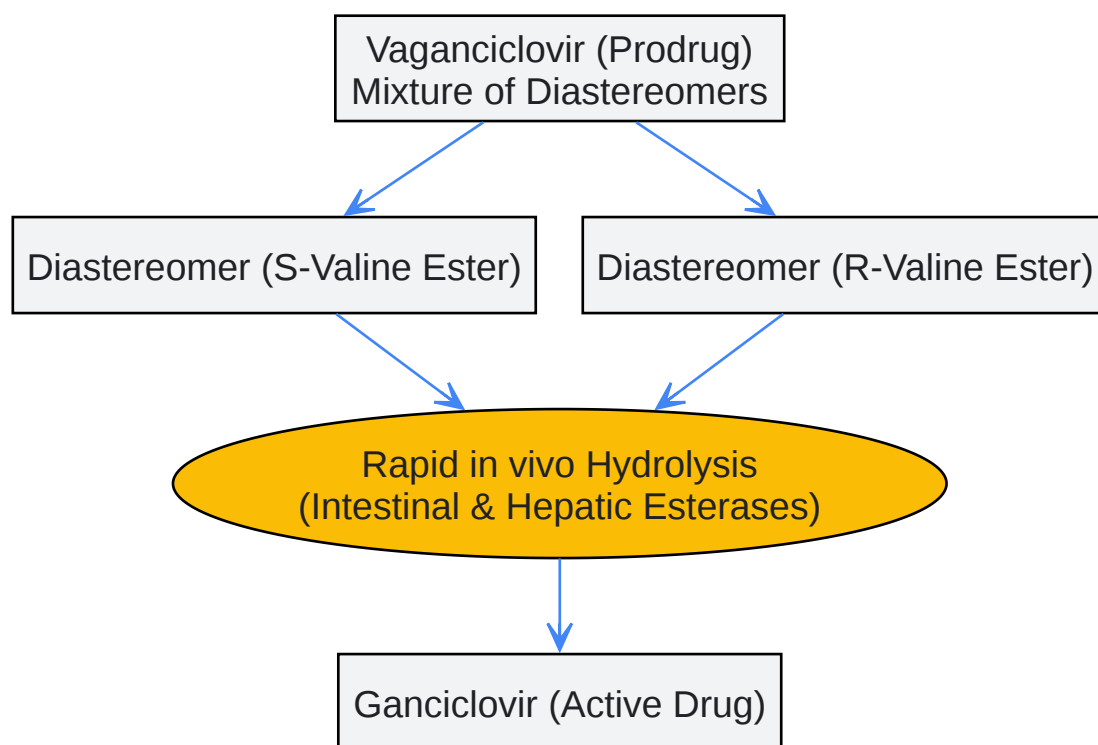 Vaganciclovir (Prodrug)
Mixture of Diastereomers
Diastereomer (S-Valine Ester)
Diastereomer (R-Valine Ester)
Rapid in vivo Hydrolysis
(Intestinal & Hepatic Esterases)
Ganciclovir (Active Drug)